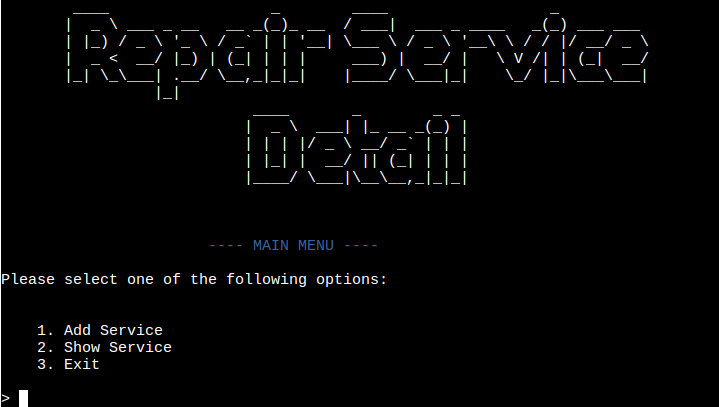 Repair Service
Detail
---- MAIN MENU ----
Please select one of the following options:
1. Add Service
2. Show Service
3. Exit
>